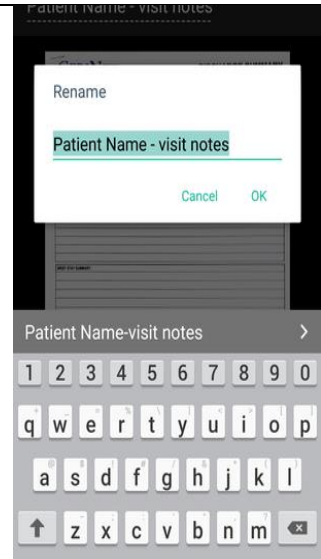 Patient Name - visit notes
Rename
Patient Name - visit notes
Cancel OK
Patient Name-visit notes
1 2 3 4 5 6 7 8 9 0
q w e r t y u i o p
a s d f g h j k l
z x c v b n m